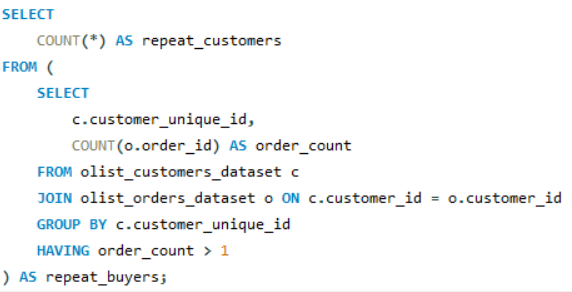 SELECT
    COUNT(*) AS repeat_customers
FROM (
    SELECT
        c.customer_unique_id,
        COUNT(o.order_id) AS order_count
    FROM olist_customers_dataset c
    JOIN olist_orders_dataset o ON c.customer_id = o.customer_id
    GROUP BY c.customer_unique_id
    HAVING order_count > 1
) AS repeat_buyers;